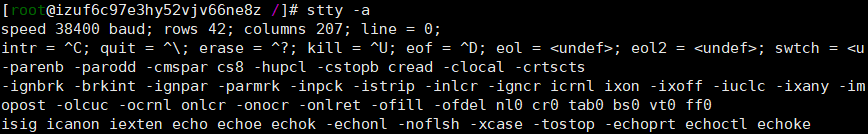 [root@izuf6c97e3hy52vjv66ne8z /]# stty -a
speed 38400 baud; rows 42; columns 207; line = 0;
intr = ^C; quit = ^\; erase = ^?; kill = ^U; eof = ^D; eol = <undef>; eol2 = <undef>; swtch = <u
-parenb -parodd -cmspar cs8 -hupcl -cstopb cread -clocal -crtscts
-ignbrk -brkint -ignpar -parmrk -inpck -istrip -inlcr -igncr icrnl ixon -ixoff -iuclc -ixany -im
opost -olcuc -ocrnl onlcr -onocr -onlret -ofill -ofdel nl0 cr0 tab0 bs0 vt0 ff0
isig icanon iexten echo echoe echok -echonl -noflsh -xcase -tostop -echoprt echoctl echoke